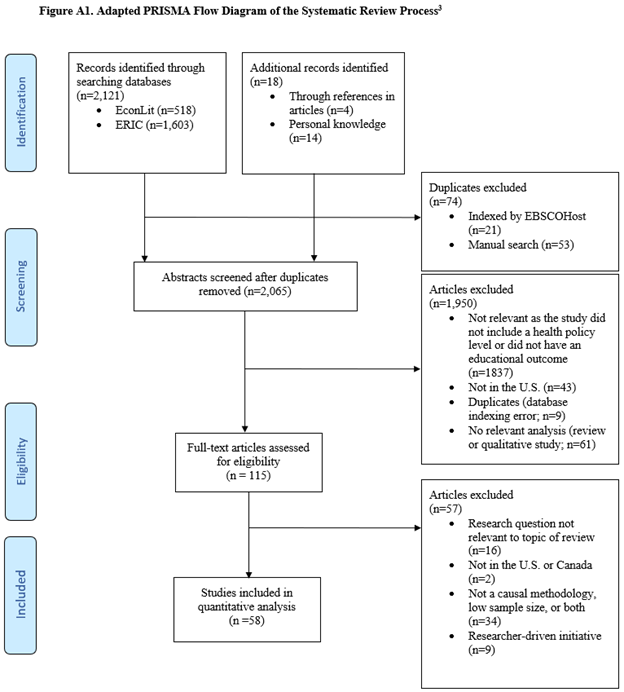 Figure A1. Adapted PRISMA Flow Diagram of the Systematic Review Process3
Identification
Records identified through
searching databases
(n=2,121)
• EconLit (n=518)
• ERIC (n=1,603)
Additional records identified
(n=18)
• Through references in
articles (n=4)
• Personal knowledge
(n=14)
Duplicates excluded
(n=74)
• Indexed by EBSCOHost
(n=21)
• Manual search (n=53)
Screening
Abstracts screened after duplicates
removed (n=2,065)
Articles excluded
(n=1,950)
• Not relevant as the study did
not include a health policy
level or did not have an
educational outcome
(n=1837)
• Not in the U.S. (n=43)
• Duplicates (database
indexing error; n=9)
• No relevant analysis (review
or qualitative study; n=61)
Eligibility
Full-text articles assessed
for eligibility
(n = 115)
Articles excluded
(n=57)
• Research question not
relevant to topic of review
(n=16)
• Not in the U.S. or Canada
(n=2)
• Not a causal methodology,
low sample size, or both
(n=34)
• Researcher-driven initiative
(n=9)
Included
Studies included in
quantitative analysis
(n =58)